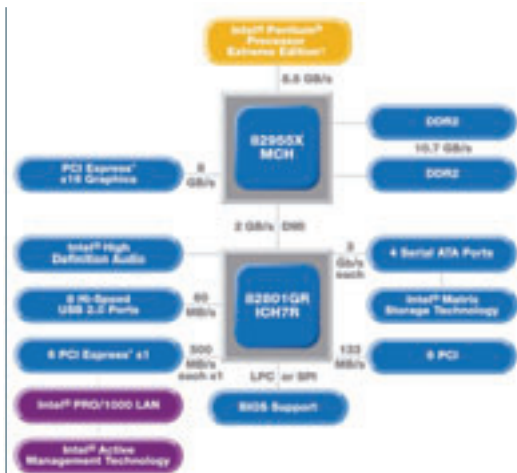 Intel® Pentium®
Processor
Extreme Edition
8.5 GB/s
82955X
MCH
DDR2
10.7 GB/s
DDR2
PCI Express*
x16 Graphics
8
GB/s
2 GB/s DMI
Intel® High
Definition Audio
3
Gb/s
each
4 Serial ATA Ports
82801GR
ICH7R
8 Hi-Speed
USB 2.0 Ports
60
MB/s
Intel® Matrix
Storage Technology
6 PCI Express* x1
500
MB/s
each x1
133
MB/s
6 PCI
LPC or SPI
BIOS Support
Intel® PRO/1000 LAN
Intel® Active
Management Technology